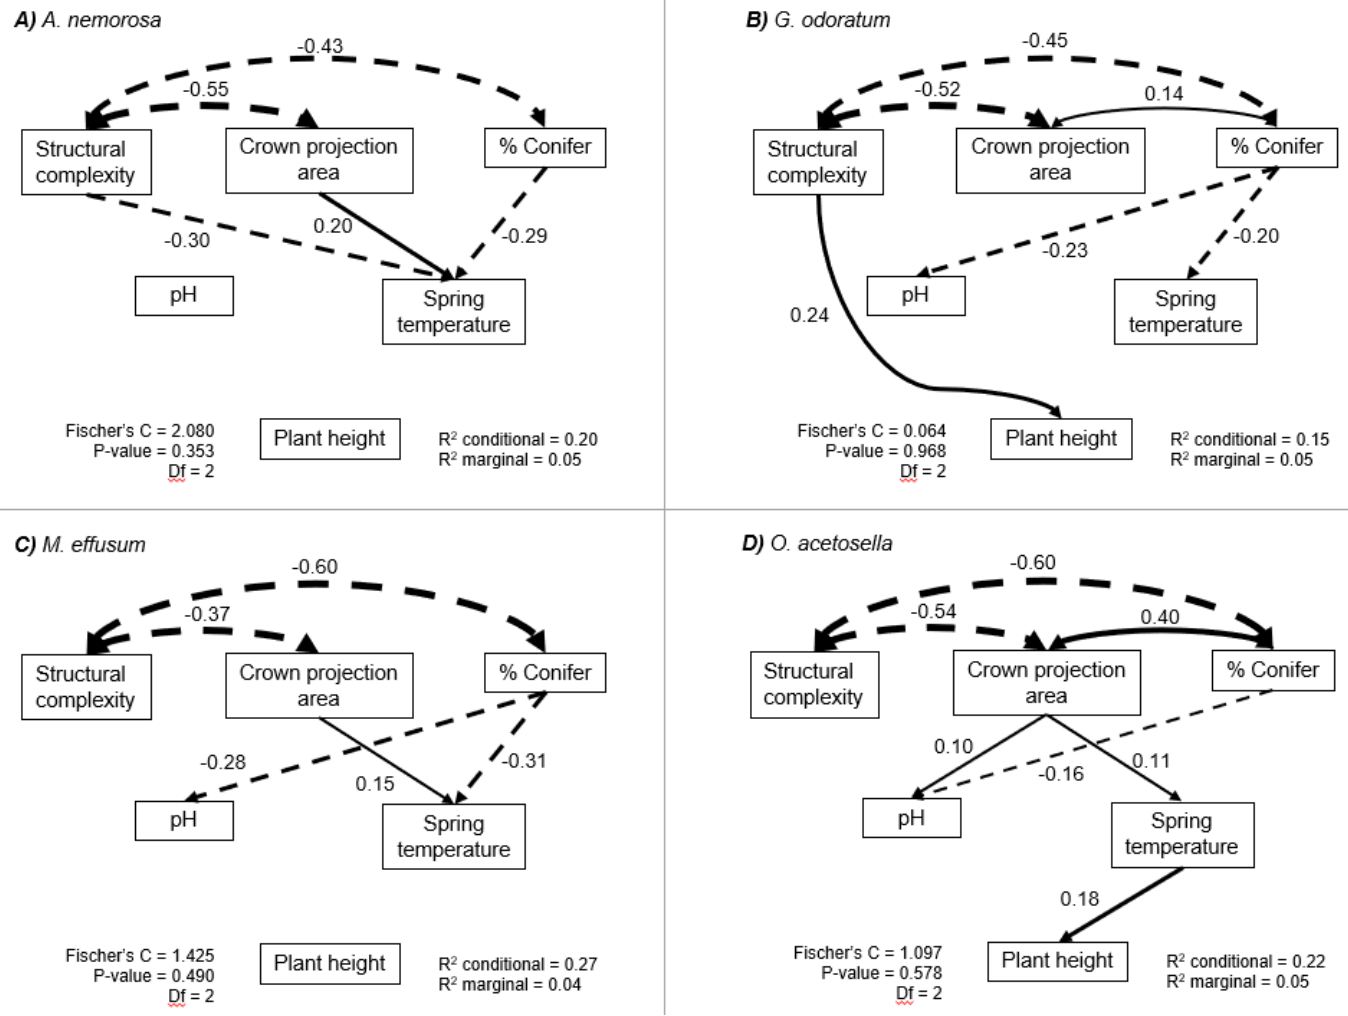 A) A. nemorosa
-0.43
-0.55
Structural
complexity
Crown projection
area
% Conifer
-0.30
0.20
-0.29
pH
Spring
temperature
Fischer's C = 2.080
P-value = 0.353
Df = 2
Plant height
R² conditional = 0.20
R² marginal = 0.05
B) G. odoratum
-0.45
-0.52
0.14
Structural
complexity
Crown projection
area
% Conifer
-0.23
-0.20
pH
Spring
temperature
0.24
Fischer's C = 0.064
P-value = 0.968
Df = 2
Plant height
R² conditional = 0.15
R² marginal = 0.05
C) M. effusum
-0.60
-0.37
Structural
complexity
Crown projection
area
% Conifer
-0.28
0.15
-0.31
pH
Spring
temperature
Fischer's C = 1.425
P-value = 0.490
Df = 2
Plant height
R² conditional = 0.27
R² marginal = 0.04
D) O. acetosella
-0.60
-0.54
0.40
Structural
complexity
Crown projection
area
% Conifer
0.10
-0.16
0.11
pH
Spring
temperature
0.18
Fischer's C = 1.097
P-value = 0.578
Df = 2
Plant height
R² conditional = 0.22
R² marginal = 0.05